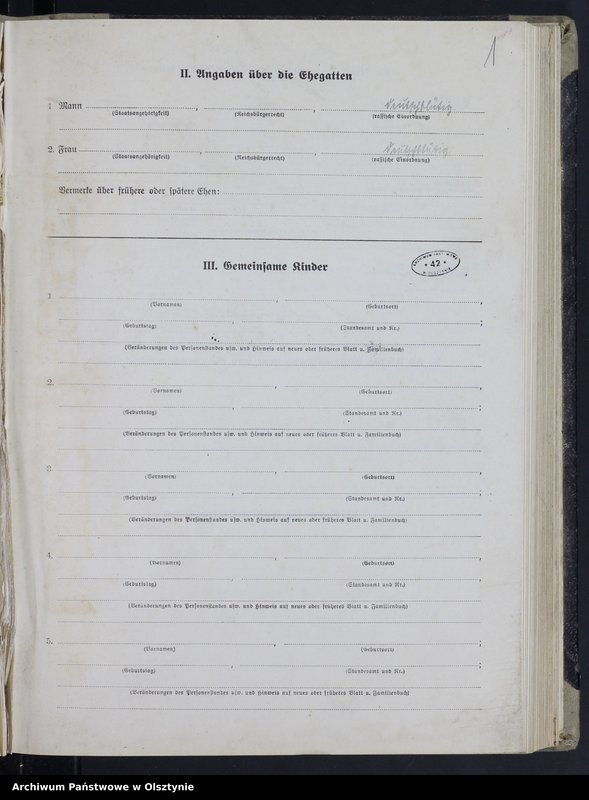 1
II. Angaben über die Ehegatten
1. Mann ; , deutschblütig
(Staatsangehörigkeit) (Reichsbürgerrecht) (rassische Einordnung)
2. Frau , , deutschblütig
(Staatsangehörigkeit) (Reichsbürgerrecht) (rassische Einordnung)
Vermerke über frühere oder spätere Ehen:
III. Gemeinsame Kinder
42
1. , ,
(Vornamen) (Geburtsort)
, ;
(Geburtstag) (Standesamt und Nr.)
(Veränderungen des Personenstandes usw. und Hinweis auf neues oder früheres Blatt u. Familienbuch)
2. , ,
(Vornamen) (Geburtsort)
, ;
(Geburtstag) (Standesamt und Nr.)
(Veränderungen des Personenstandes usw. und Hinweis auf neues oder früheres Blatt u. Familienbuch)
3. , ,
(Vornamen) (Geburtsort)
, ;
(Geburtstag) (Standesamt und Nr.)
(Veränderungen des Personenstandes usw. und Hinweis auf neues oder früheres Blatt u. Familienbuch)
4. , ,
(Vornamen) (Geburtsort)
, ;
(Geburtstag) (Standesamt und Nr.)
(Veränderungen des Personenstandes usw. und Hinweis auf neues oder früheres Blatt u. Familienbuch)
5. , ;
(Vornamen) (Geburtsort)
, ;
(Geburtstag) (Standesamt und Nr.)
(Veränderungen des Personenstandes usw. und Hinweis auf neues oder früheres Blatt u. Familienbuch)
Archiwum Państwowe w Olsztynie